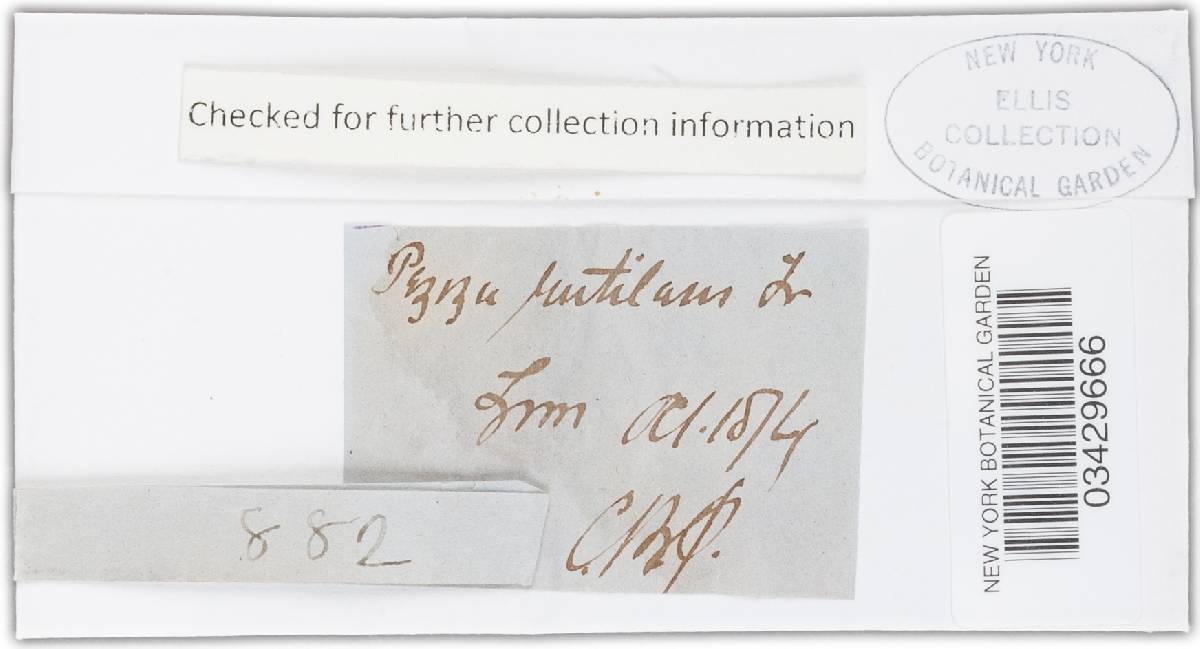 Checked for further collection information
NEW YORK
ELLIS
COLLECTION
BOTANICAL GARDEN
Peziza rutilans Fr
Oct. 1874
882
NEW YORK BOTANICAL GARDEN
03429666